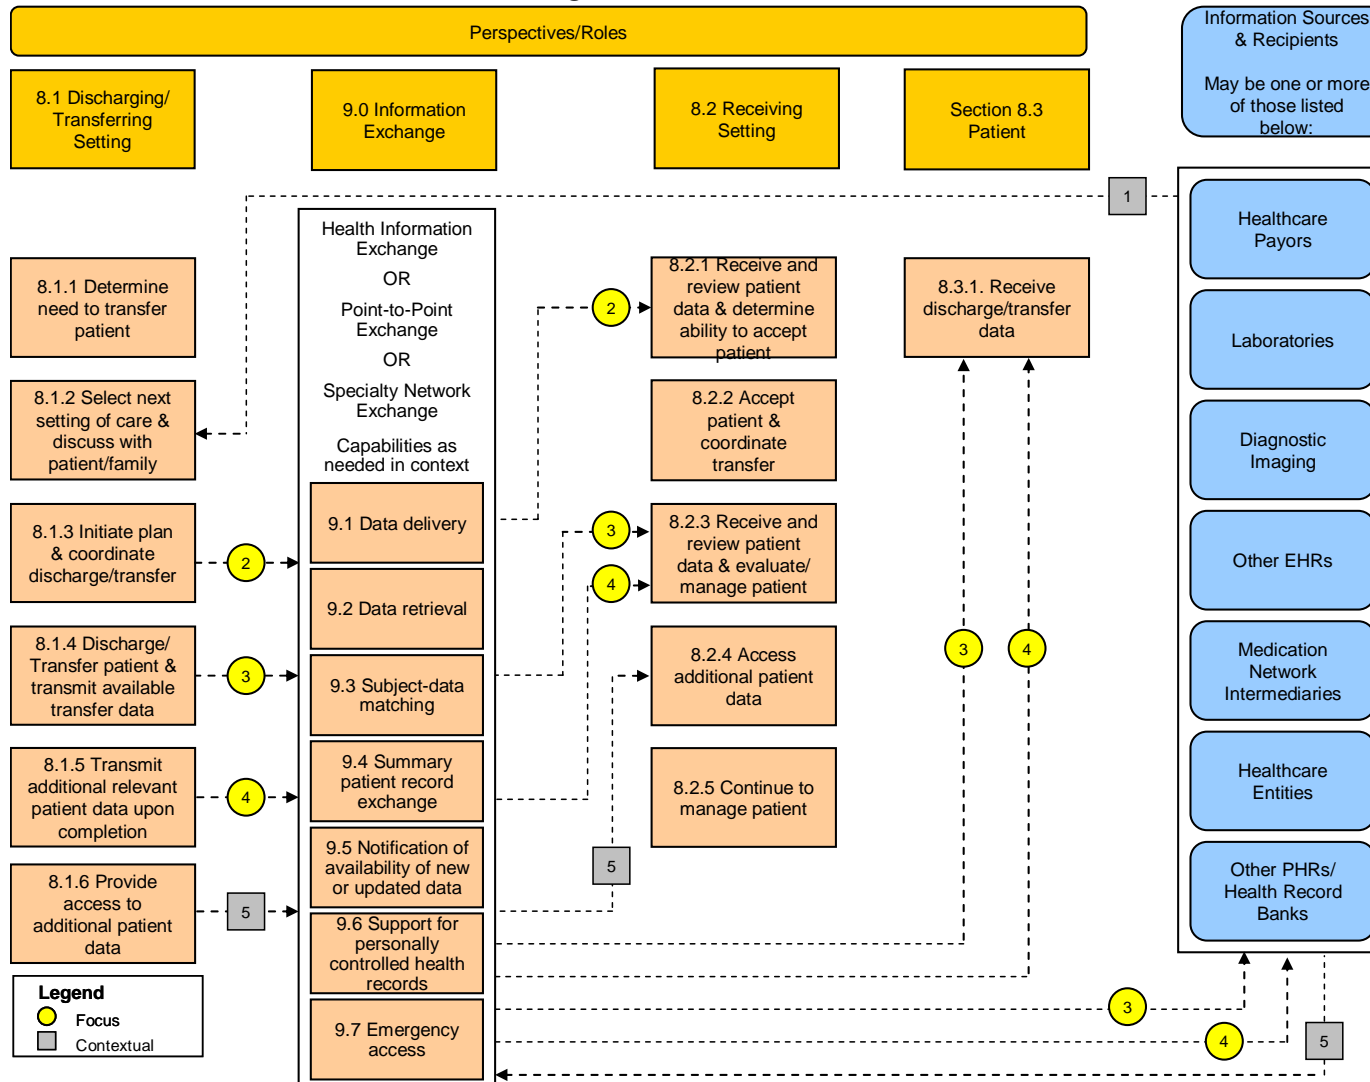 Perspectives/Roles
Information Sources
& Recipients
May be one or more
of those listed
below:
8.1 Discharging/
Transferring
Setting
9.0 Information
Exchange
8.2 Receiving
Setting
Section 8.3
Patient
1
Health Information
Exchange
OR
Point-to-Point
Exchange
OR
Specialty Network
Exchange
Capabilities as
needed in context
8.1.1 Determine
need to transfer
patient
8.1.2 Select next
setting of care &
discuss with
patient/family
8.1.3 Initiate plan
& coordinate
discharge/transfer
2
8.1.4 Discharge/
Transfer patient &
transmit available
transfer data
3
8.1.5 Transmit
additional relevant
patient data upon
completion
4
8.1.6 Provide
access to
additional patient
data
5
9.1 Data delivery
9.2 Data retrieval
9.3 Subject-data
matching
9.4 Summary
patient record
exchange
9.5 Notification of
availability of new
or updated data
9.6 Support for
personally
controlled health
records
9.7 Emergency
access
2
3
4
5
8.2.1 Receive and
review patient
data & determine
ability to accept
patient
8.2.2 Accept
patient &
coordinate
transfer
8.2.3 Receive and
review patient
data & evaluate/
manage patient
8.2.4 Access
additional patient
data
8.2.5 Continue to
manage patient
8.3.1. Receive
discharge/transfer
data
3
4
Healthcare
Payors
Laboratories
Diagnostic
Imaging
Other EHRs
Medication
Network
Intermediaries
Healthcare
Entities
Other PHRs/
Health Record
Banks
3
4
5
Legend
Focus
Contextual